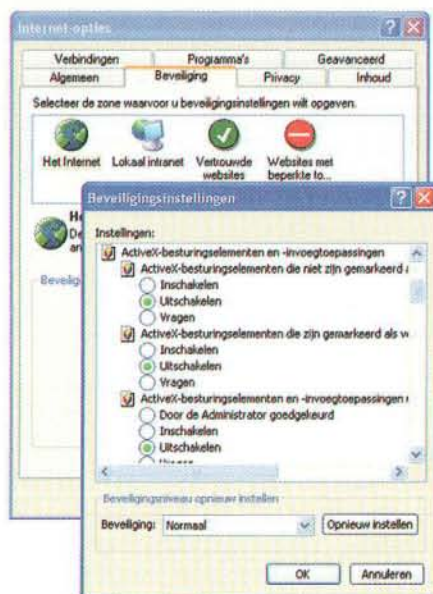 Internet-opties
Verbindingen Programma's Geavanceerd
Algemeen Beveiliging Privacy Inhoud
Selecteer de zone waarvoor u beveiligingsinstellingen wilt opgeven.
Het Internet Lokaal intranet Vertrouwde websites Websites met beperkte to...
Beveiligingsinstellingen
Instellingen:
ActiveX-besturingselementen en -invoegtoepassingen
ActiveX-besturingselementen die niet zijn gemarkeerd
Inschakelen
Uitschakelen
Vragen
ActiveX-besturingselementen die zijn gemarkeerd als
Inschakelen
Uitschakelen
Vragen
ActiveX-besturingselementen en -invoegtoepassingen
Door de Administrator goedgekeurd
Inschakelen
Uitschakelen
Vragen
Beveiligingsniveau opnieuw instellen
Beveiliging: Normaal Opnieuw instellen
OK Annuleren